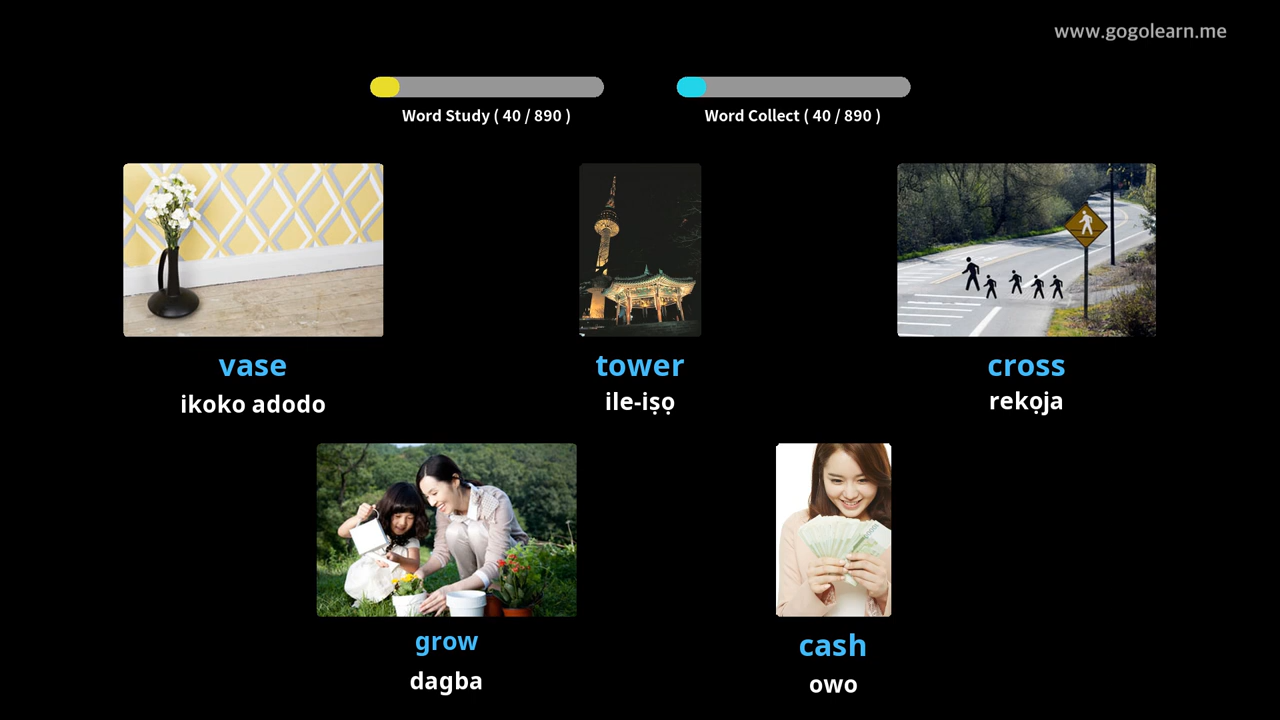 www.gogolearn.me
Word Study ( 40 / 890 )
Word Collect ( 40 / 890 )
vase
ikoko adodo
tower
ile-iṣọ
cross
rekọja
grow
dagba
cash
owo